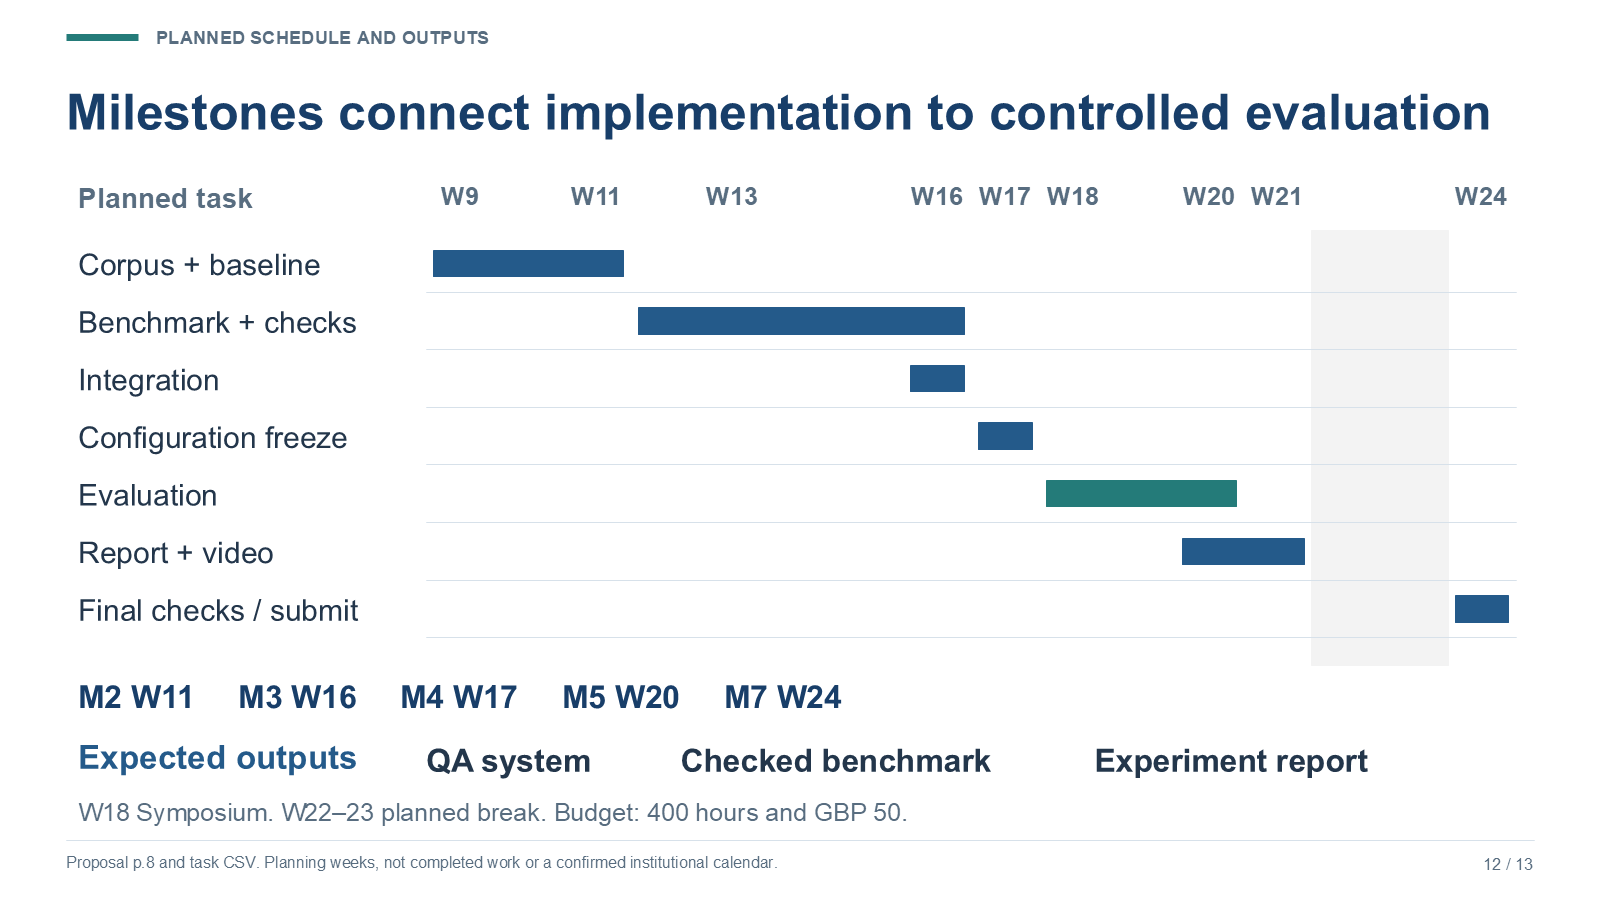 PLANNED SCHEDULE AND OUTPUTS
Milestones connect implementation to controlled evaluation
Planned task W9 W11 W13 W16 W17 W18 W20 W21 W24
Corpus + baseline
Benchmark + checks
Integration
Configuration freeze
Evaluation
Report + video
Final checks / submit
M2 W11 M3 W16 M4 W17 M5 W20 M7 W24
Expected outputs QA system Checked benchmark Experiment report
W18 Symposium. W22–23 planned break. Budget: 400 hours and GBP 50.
Proposal p.8 and task CSV. Planning weeks, not completed work or a confirmed institutional calendar.
12 / 13